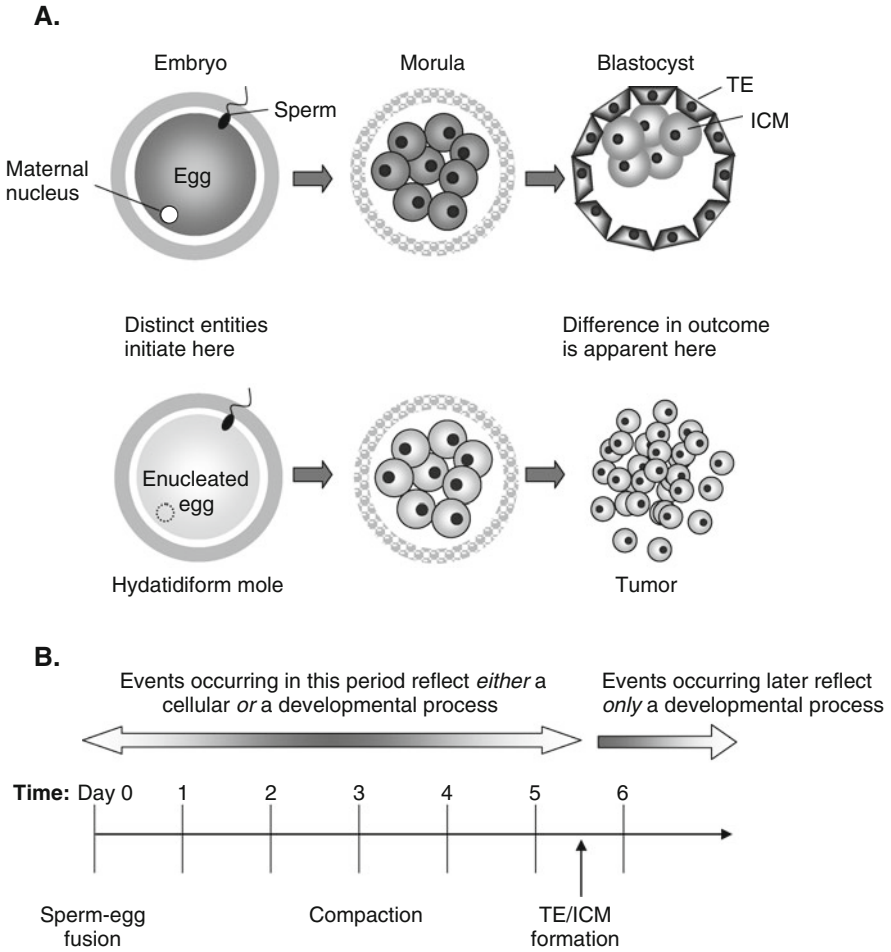 A.
Embryo
Morula
Blastocyst
TE
Sperm
ICM
Maternal
nucleus
Egg
Distinct entities
initiate here
Difference in outcome
is apparent here
Enucleated
egg
Hydatidiform mole
Tumor
B.
Events occurring in this period reflect either a
cellular or a developmental process
Events occurring later reflect
only a developmental process
Time: Day 0 1 2 3 4 5 6
Sperm-egg
fusion
Compaction
TE/ICM
formation